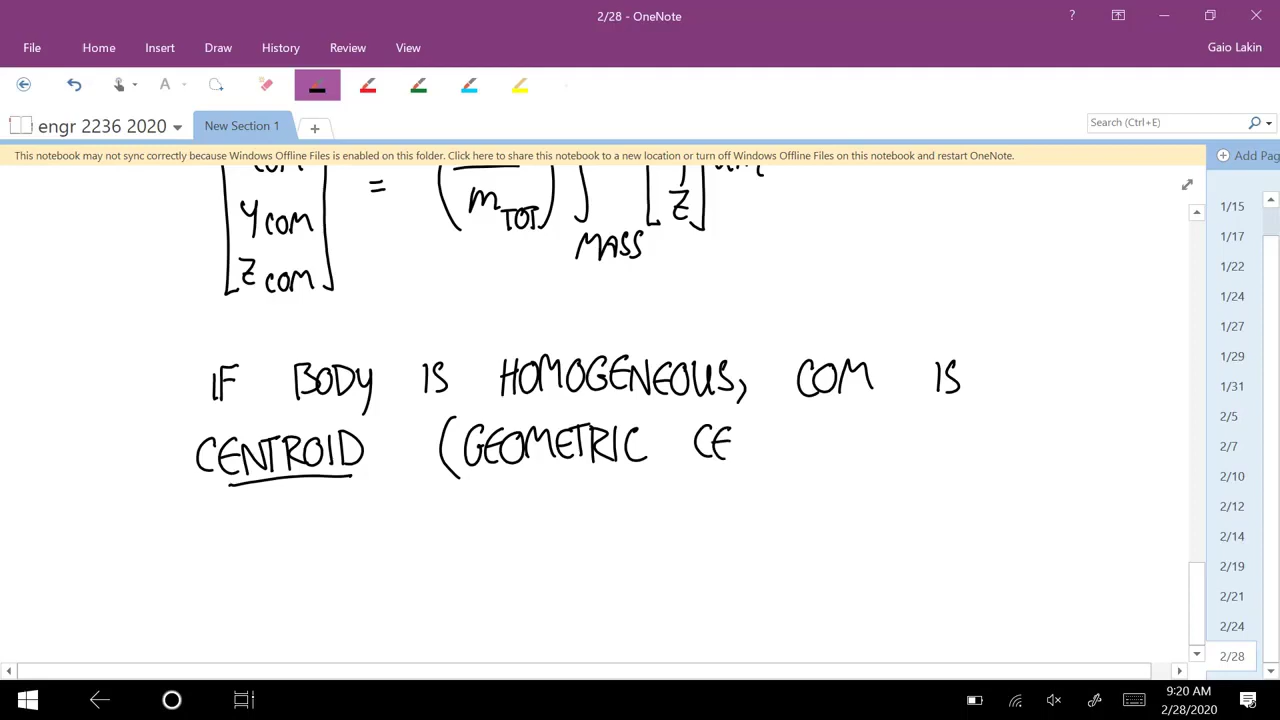 2/28 - OneNote
?
File Home Insert Draw History Review View
Gaio Lakin
A
engr 2236 2020
New Section 1
+
Search (Ctrl+E)
This notebook may not sync correctly because Windows Offline Files is enabled on this folder. Click here to share this notebook to a new location or turn off Windows Offline Files on this notebook and restart OneNote.
Add Pag
= m TOT z
y COM
MASS
z COM
IF BODY IS HOMOGENEOUS, COM IS
CENTROID (GEOMETRIC CE
1/15
1/17
1/22
1/24
1/27
1/29
1/31
2/5
2/7
2/10
2/12
2/14
2/19
2/21
2/24
2/28
9:20 AM
2/28/2020